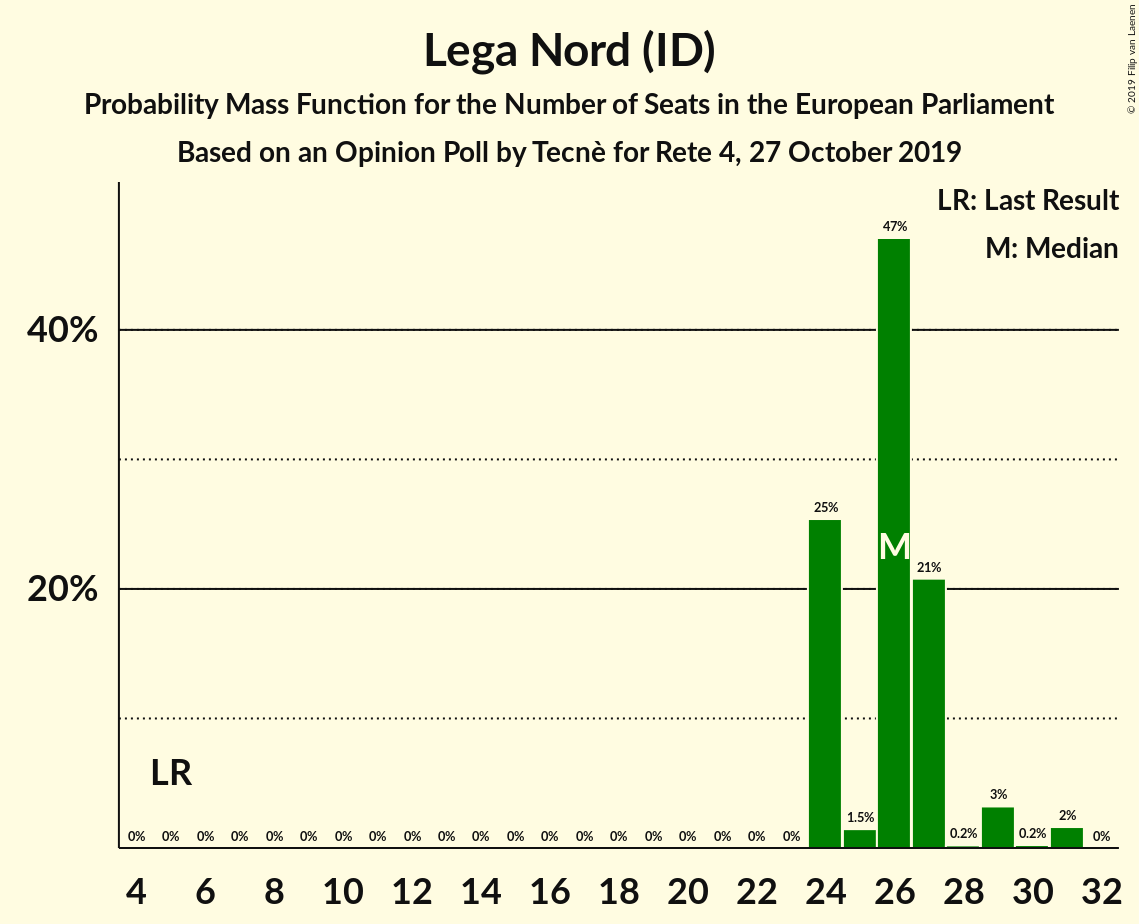 Lega Nord (ID)
Probability Mass Function for the Number of Seats in the European Parliament
Based on an Opinion Poll by Tecnè for Rete 4, 27 October 2019
© 2019 Filip van Laenen
LR: Last Result
M: Median
47%
40%
25%
M
21%
20%
LR
0% 0% 0% 0% 0% 0% 0% 0% 0% 0% 0% 0% 0% 0% 0% 0% 0% 0% 0% 0% 1.5% 0.2% 3% 0.2% 2% 0%
4 6 8 10 12 14 16 18 20 22 24 26 28 30 32